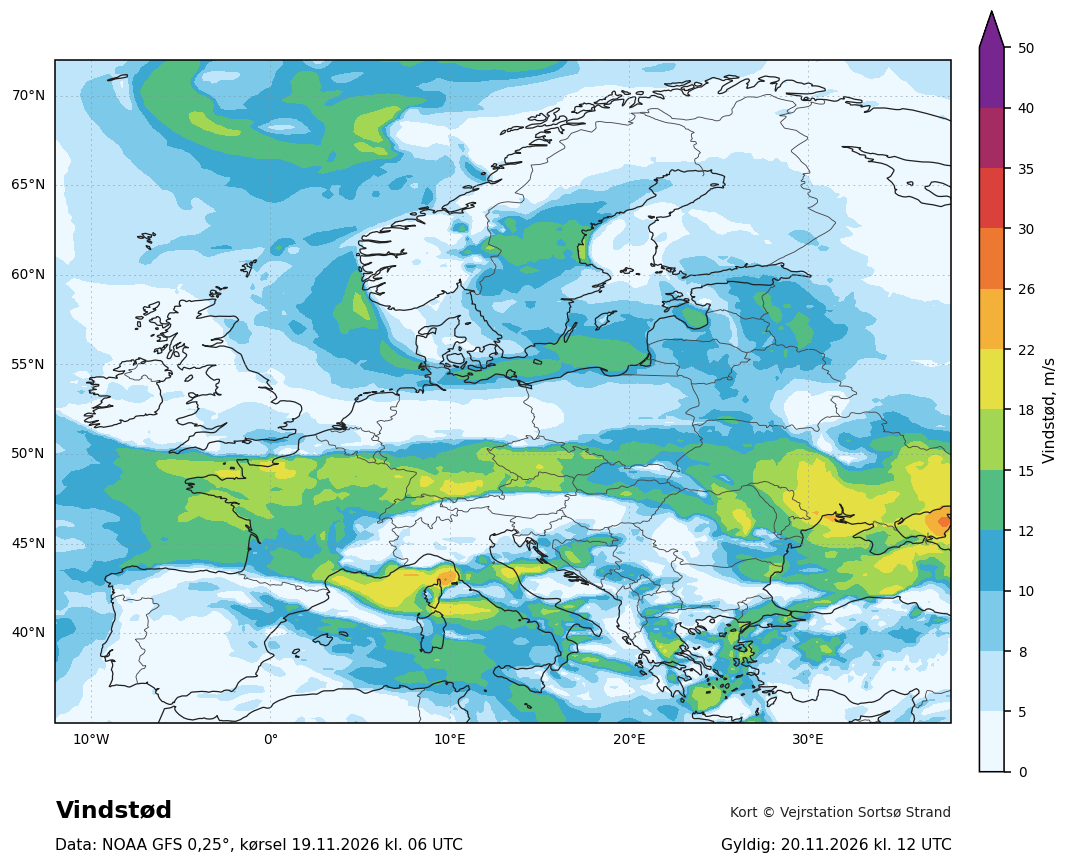 50
40
35
30
26
22
18
15
12
10
8
5
0
Vindstød, m/s
70°N
65°N
60°N
55°N
50°N
45°N
40°N
10°W
0°
10°E
20°E
30°E
Vindstød
Kort © Vejrstation Sortsø Strand
Data: NOAA GFS 0,25°, kørsel 19.11.2026 kl. 06 UTC
Gyldig: 20.11.2026 kl. 12 UTC